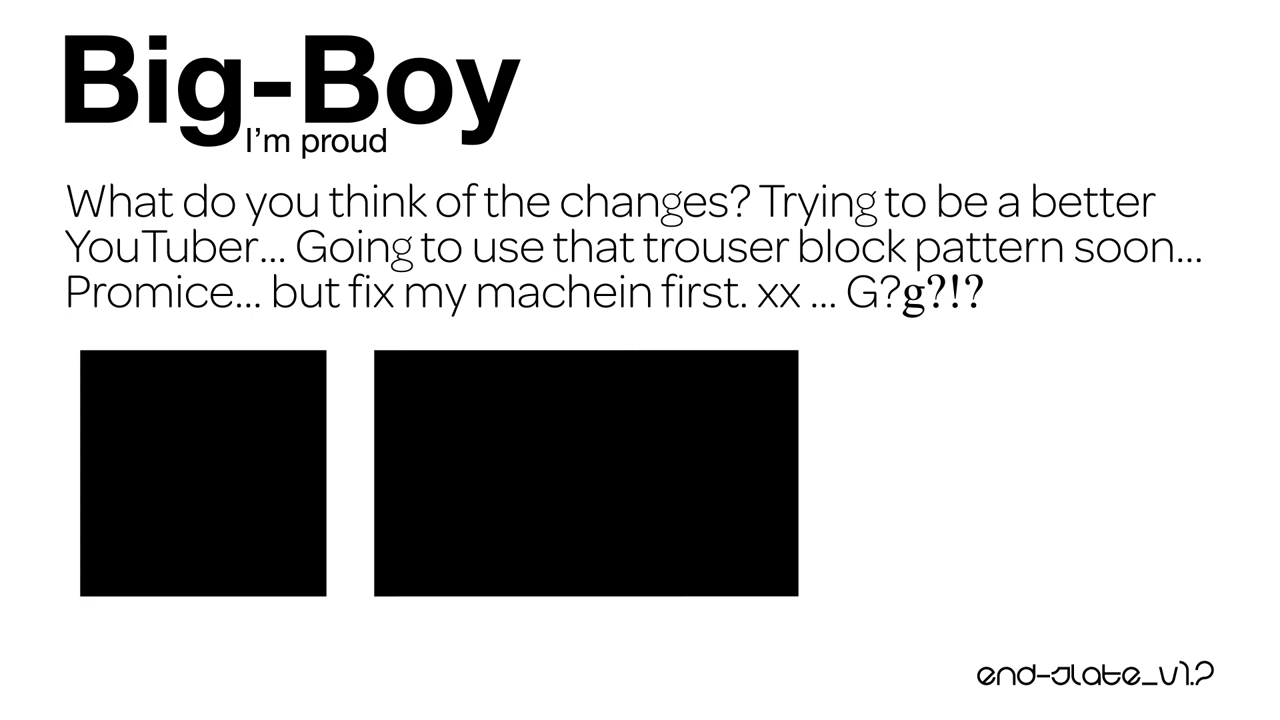 Big-Boy
I’m proud
What do you think of the changes? Trying to be a better
YouTuber... Going to use that trouser block pattern soon...
Promice... but fix my machein first. xx ... G?g?!?
end-slate_v1.?